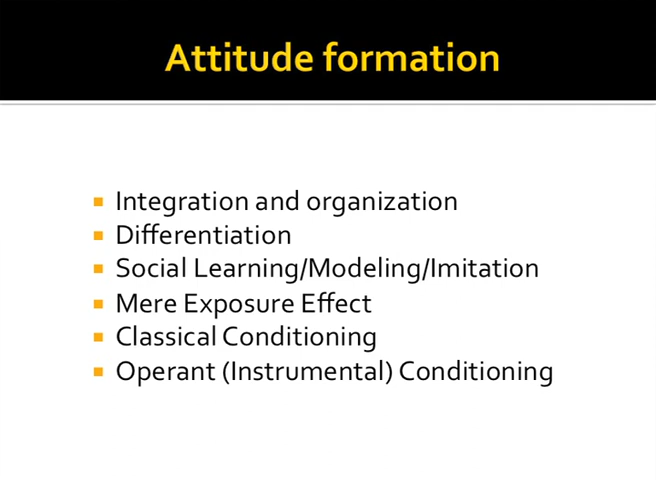 Attitude formation
Integration and organization
Differentiation
Social Learning/Modeling/Imitation
Mere Exposure Effect
Classical Conditioning
Operant (Instrumental) Conditioning